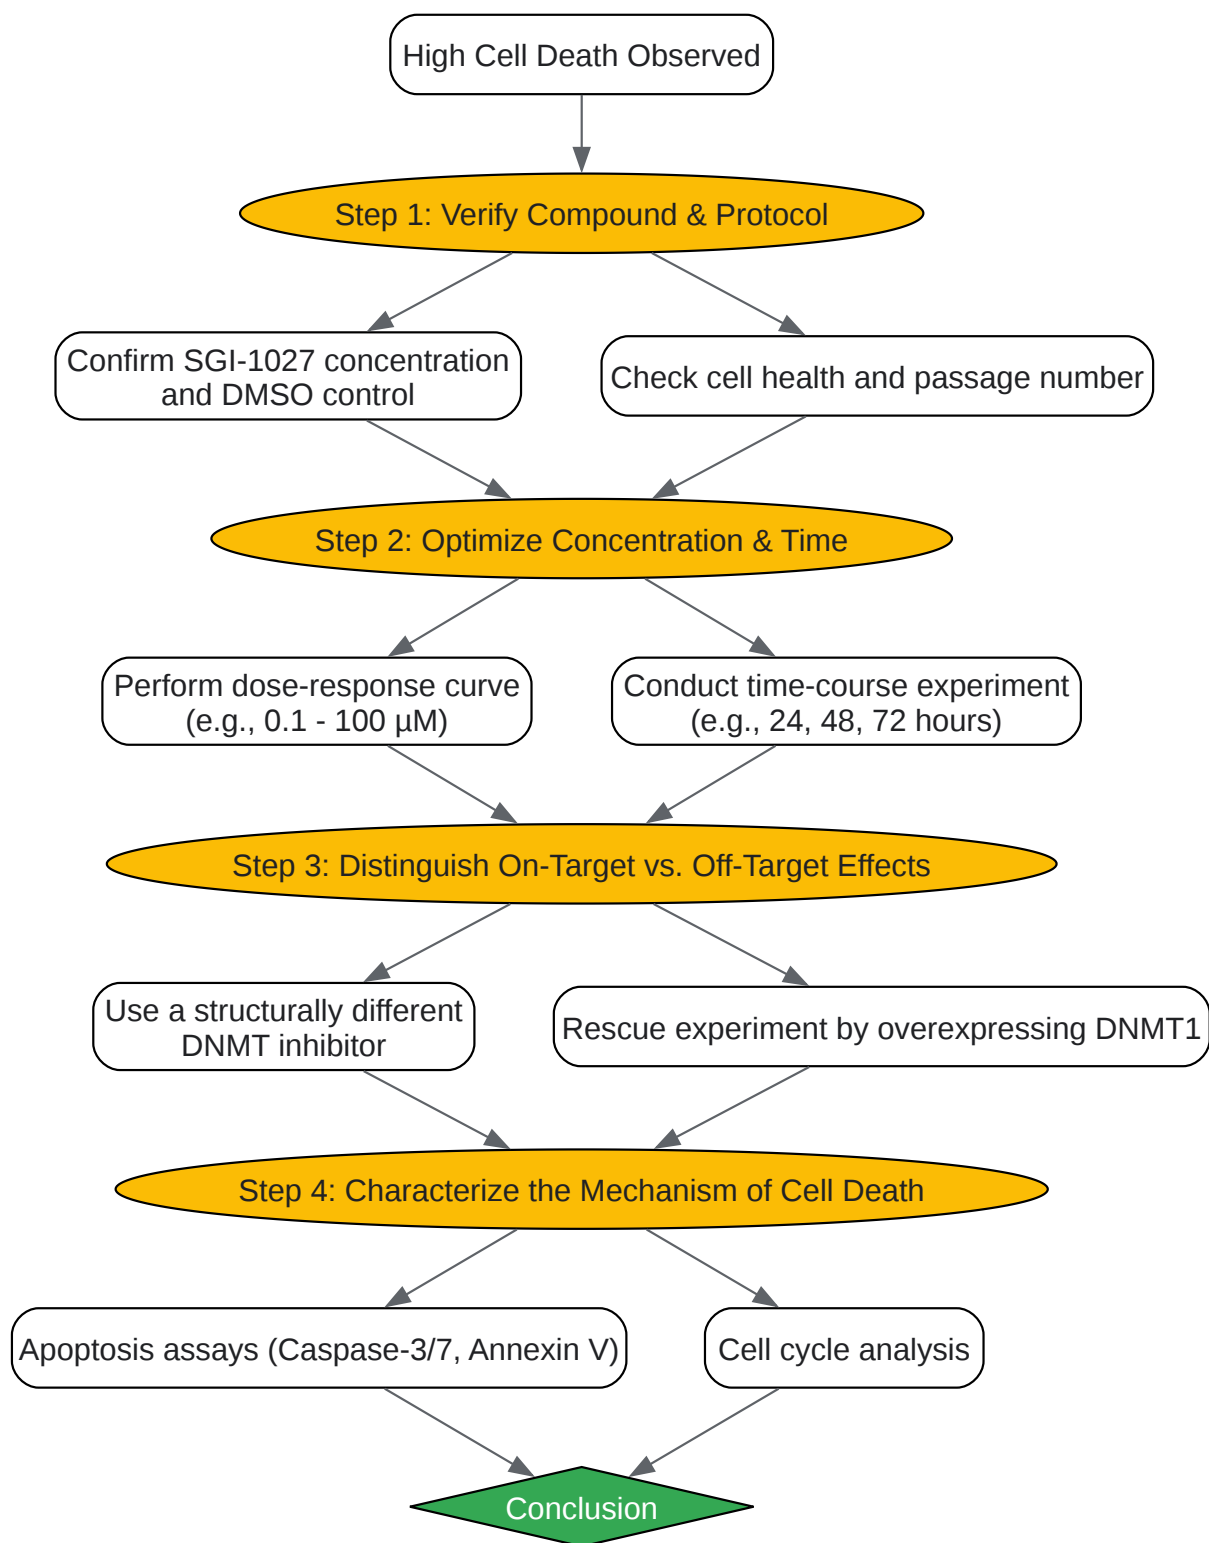 High Cell Death Observed
Step 1: Verify Compound & Protocol
Confirm SGI-1027 concentration
and DMSO control
Check cell health and passage number
Step 2: Optimize Concentration & Time
Perform dose-response curve
(e.g., 0.1 - 100 µM)
Conduct time-course experiment
(e.g., 24, 48, 72 hours)
Step 3: Distinguish On-Target vs. Off-Target Effects
Use a structurally different
DNMT inhibitor
Rescue experiment by overexpressing DNMT1
Step 4: Characterize the Mechanism of Cell Death
Apoptosis assays (Caspase-3/7, Annexin V)
Cell cycle analysis
Conclusion